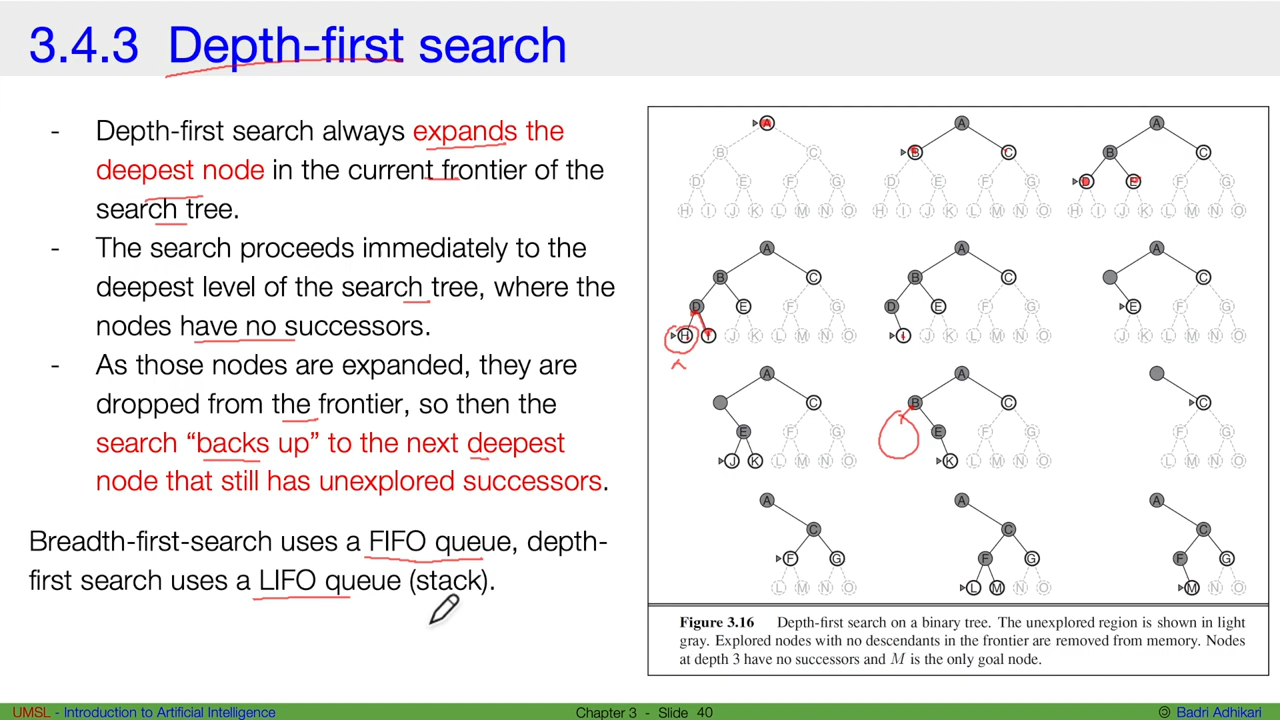 3.4.3 Depth-first search
- Depth-first search always expands the
deepest node in the current frontier of the
search tree.
- The search proceeds immediately to the
deepest level of the search tree, where the
nodes have no successors.
- As those nodes are expanded, they are
dropped from the frontier, so then the
search “backs up” to the next deepest
node that still has unexplored successors.
Breadth-first-search uses a FIFO queue, depth-
first search uses a LIFO queue (stack).
A A A
B C B C B C
D E F G D E F G D E F G
H I J K L M N O H I J K L M N O H I J K L M N O
A A A
B C B C C
D E F G D E F G E F G
H I J K L M N O I J K L M N O J K L M N O
A A
C B C C
E F G E F G F G
J K L M N O K L M N O L M N O
A A A
C C C
F G F G F G
L M N O L M N O M N O
Figure 3.16 Depth-first search on a binary tree. The unexplored region is shown in light
gray. Explored nodes with no descendants in the frontier are removed from memory. Nodes
at depth 3 have no successors and M is the only goal node.
UMSL - Introduction to Artificial Intelligence Chapter 3 - Slide 40 Badri Adhikari